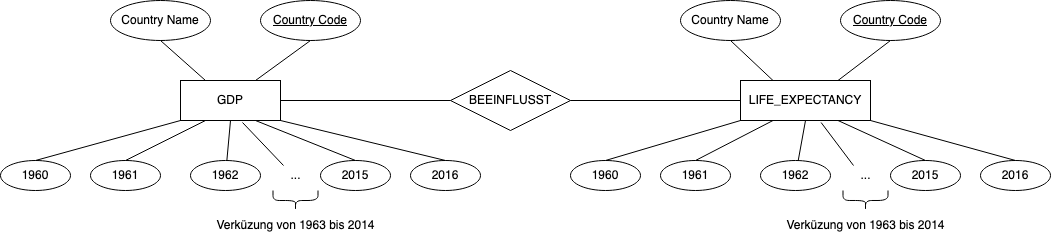 Country Name
Country Code
Country Name
Country Code
GDP
BEEINFLUSST
LIFE_EXPECTANCY
1960
1961
1962
...
2015
2016
1960
1961
1962
...
2015
2016
Verküzung von 1963 bis 2014
Verküzung von 1963 bis 2014